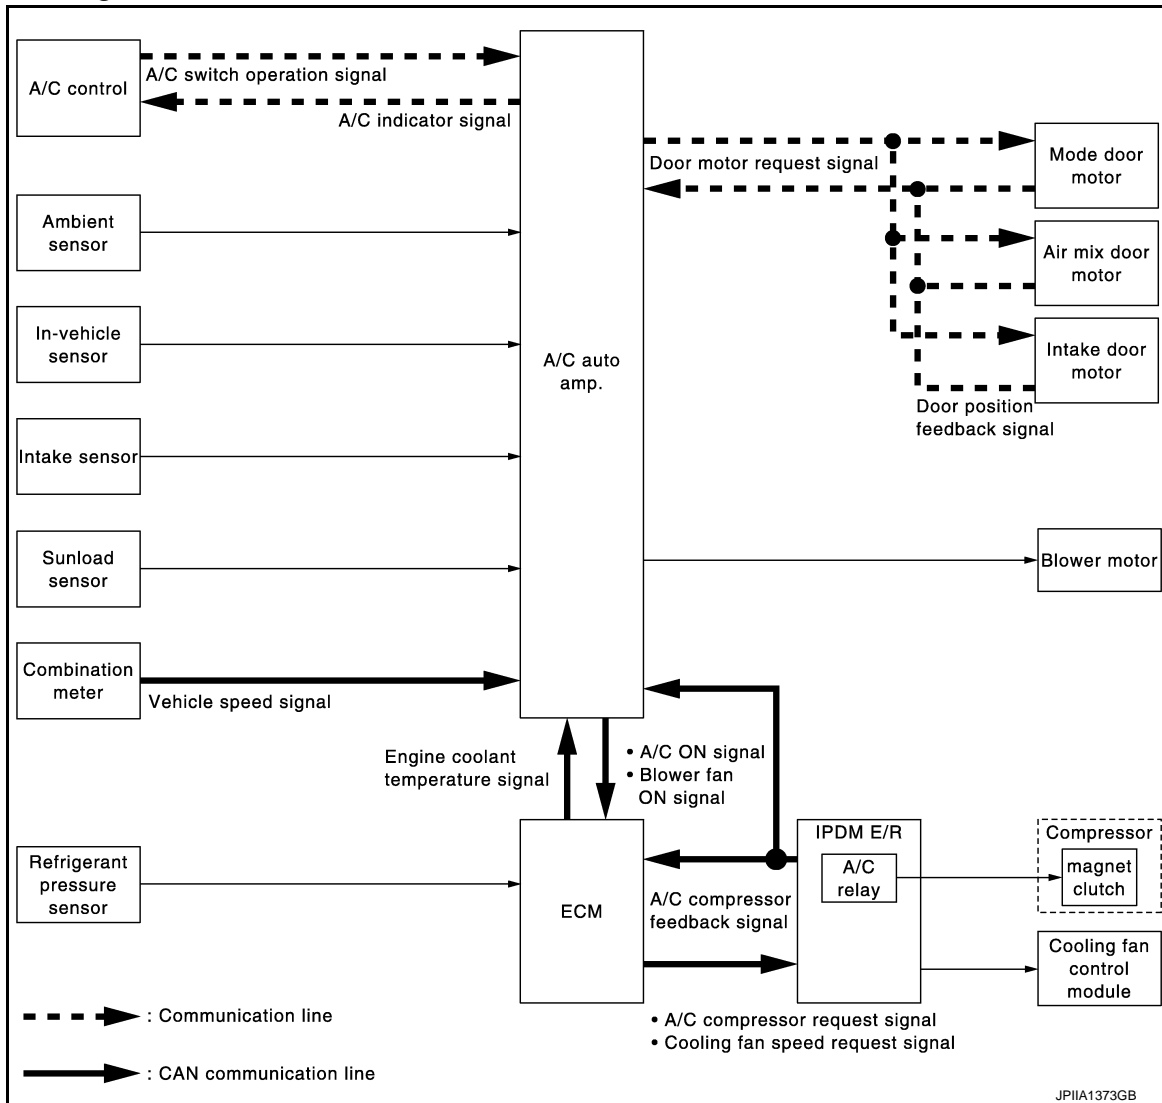 A/C control
A/C switch operation signal
A/C indicator signal
Ambient
sensor
In-vehicle
sensor
Intake sensor
Sunload
sensor
Combination
meter
Vehicle speed signal
A/C auto
amp.
Door motor request signal
Mode door
motor
Air mix door
motor
Intake door
motor
Door position
feedback signal
Blower motor
Engine coolant
temperature signal
• A/C ON signal
• Blower fan
ON signal
Refrigerant
pressure
sensor
ECM
A/C compressor
feedback signal
IPDM E/R
A/C
relay
Compressor
magnet
clutch
Cooling fan
control
module
• A/C compressor request signal
• Cooling fan speed request signal
: Communication line
: CAN communication line
JPIIA1373GB